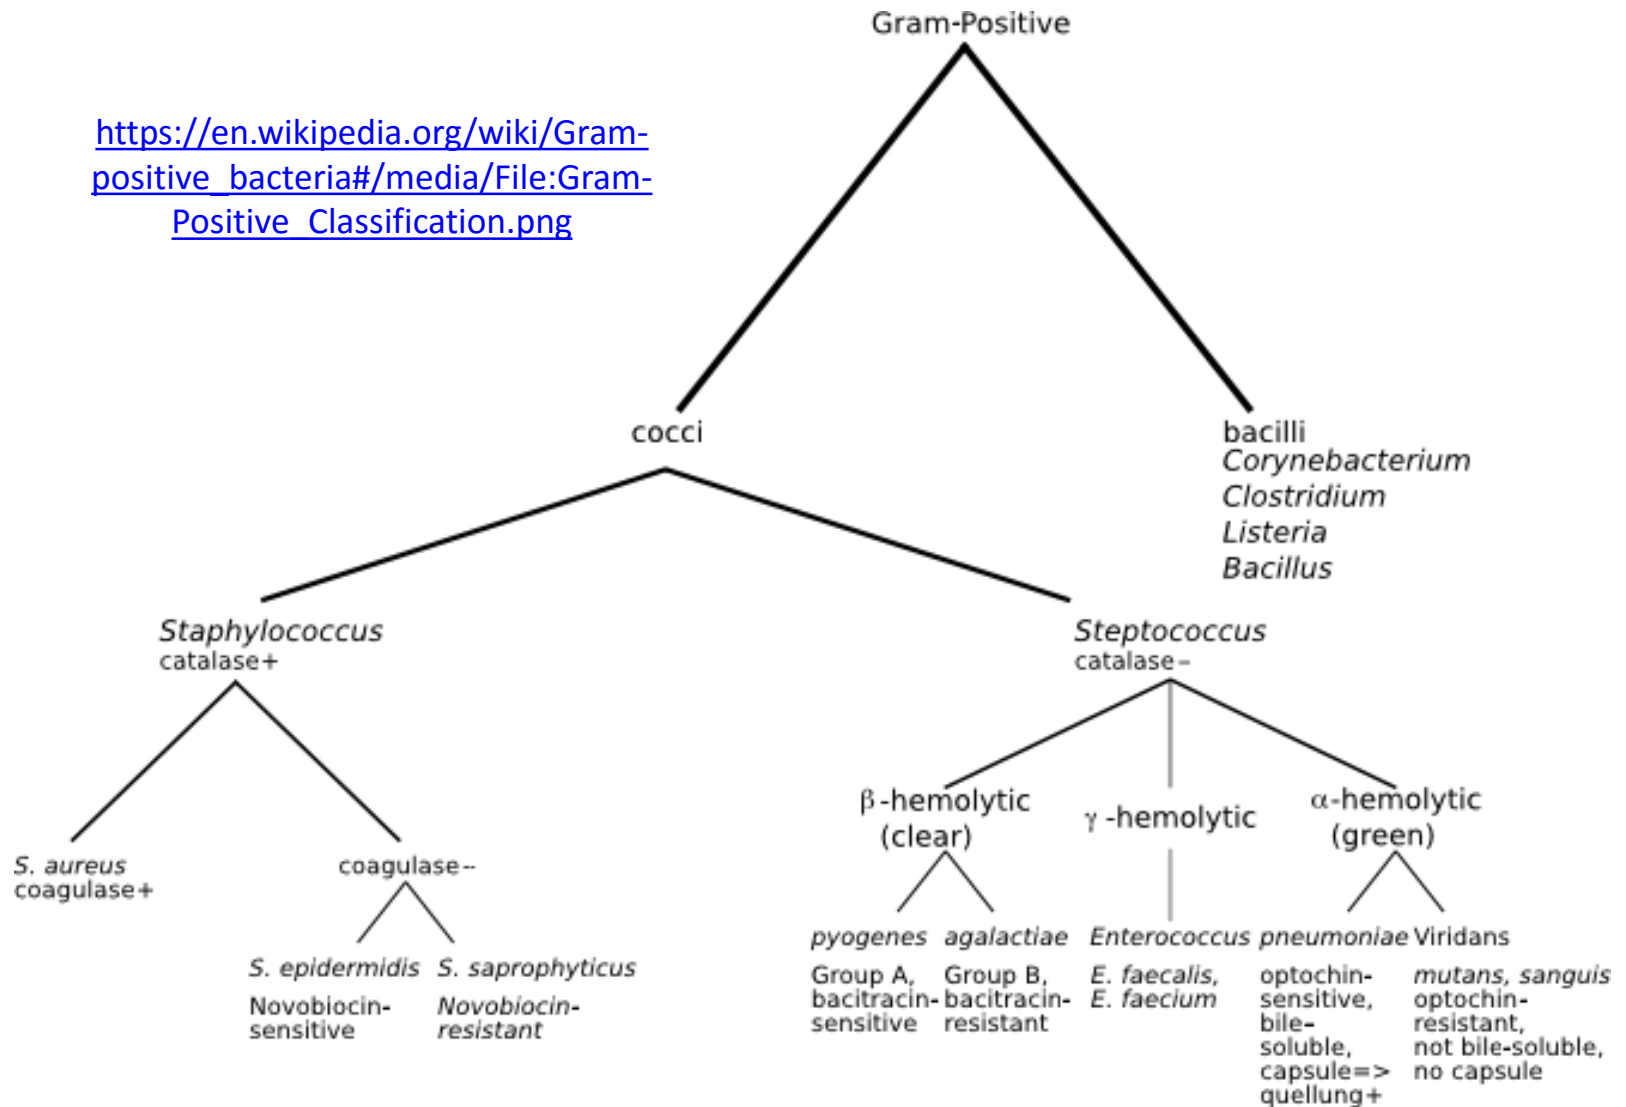 Gram-Positive
https://en.wikipedia.org/wiki/Gram-
positive_bacteria#/media/File:Gram-
Positive_Classification.png
cocci
bacilli
Corynebacterium
Clostridium
Listeria
Bacillus
Staphylococcus
catalase+
Steptococcus
catalase–
S. aureus
coagulase+
coagulase--
S. epidermidis
Novobiocin-
sensitive
S. saprophyticus
Novobiocin-
resistant
β-hemolytic
(clear)
γ -hemolytic
α-hemolytic
(green)
pyogenes
Group A,
bacitracin-
sensitive
agalactiae
Group B,
bacitracin-
resistant
Enterococcus
E. faecalis,
E. faecium
pneumoniae
optochin-
sensitive,
bile-
soluble,
capsule=>
quellung+
Viridans
mutans, sanguis
optochin-
resistant,
not bile-soluble,
no capsule